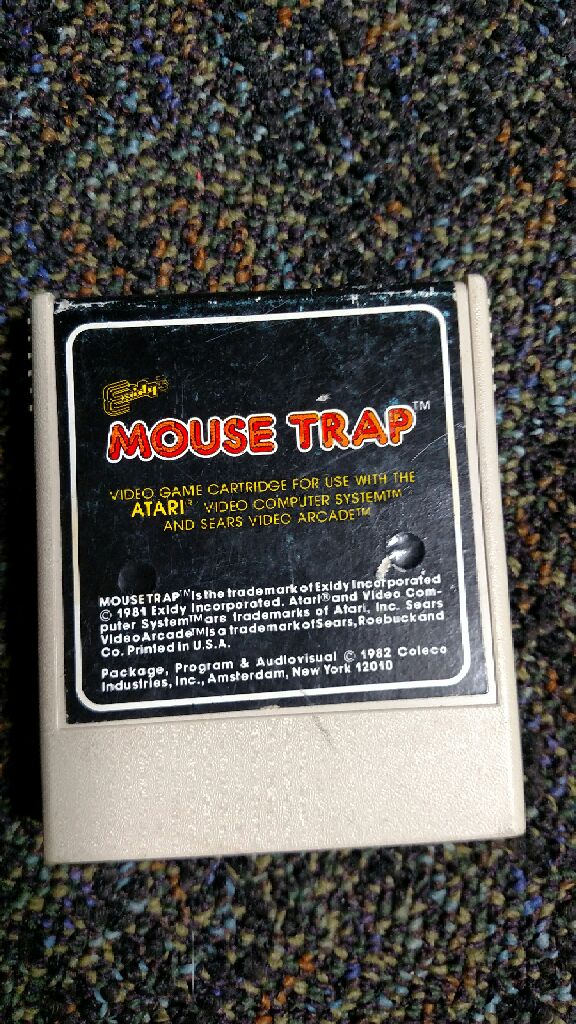 Exidy's
MOUSE TRAP™
VIDEO GAME CARTRIDGE FOR USE WITH THE
ATARI® VIDEO COMPUTER SYSTEM™
AND SEARS VIDEO ARCADE™
MOUSE TRAP™ is the trademark of Exidy Incorporated
© 1981 Exidy Incorporated. Atari® and Video Com-
puter System™ are trademarks of Atari, Inc. Sears
Video Arcade™ is a trademark of Sears, Roebuck and
Co. Printed in U.S.A.
Package, Program & Audiovisual © 1982 Coleco
Industries, Inc., Amsterdam, New York 12010